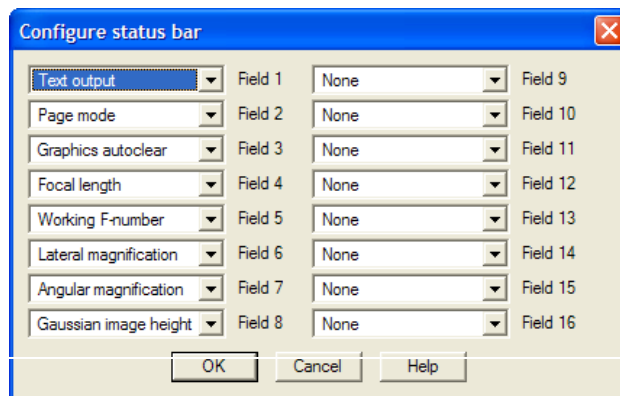 Configure status bar
Text output Field 1 None Field 9
Page mode Field 2 None Field 10
Graphics autoclear Field 3 None Field 11
Focal length Field 4 None Field 12
Working F-number Field 5 None Field 13
Lateral magnification Field 6 None Field 14
Angular magnification Field 7 None Field 15
Gaussian image height Field 8 None Field 16
OK Cancel Help